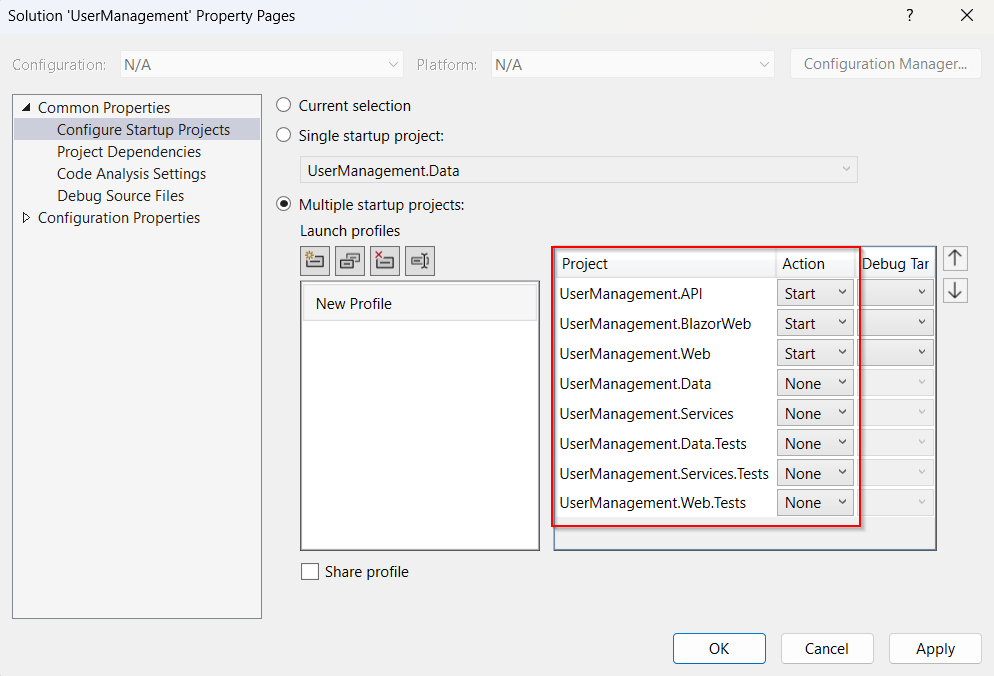 Solution 'UserManagement' Property Pages ?
Configuration: N/A Platform: N/A Configuration Manager...
Common Properties
Configure Startup Projects
Project Dependencies
Code Analysis Settings
Debug Source Files
Configuration Properties
Current selection
Single startup project:
UserManagement.Data
Multiple startup projects:
Launch profiles
New Profile
Project Action Debug Tar
UserManagement.API Start
UserManagement.BlazorWeb Start
UserManagement.Web Start
UserManagement.Data None
UserManagement.Services None
UserManagement.Data.Tests None
UserManagement.Services.Tests None
UserManagement.Web.Tests None
Share profile
OK Cancel Apply